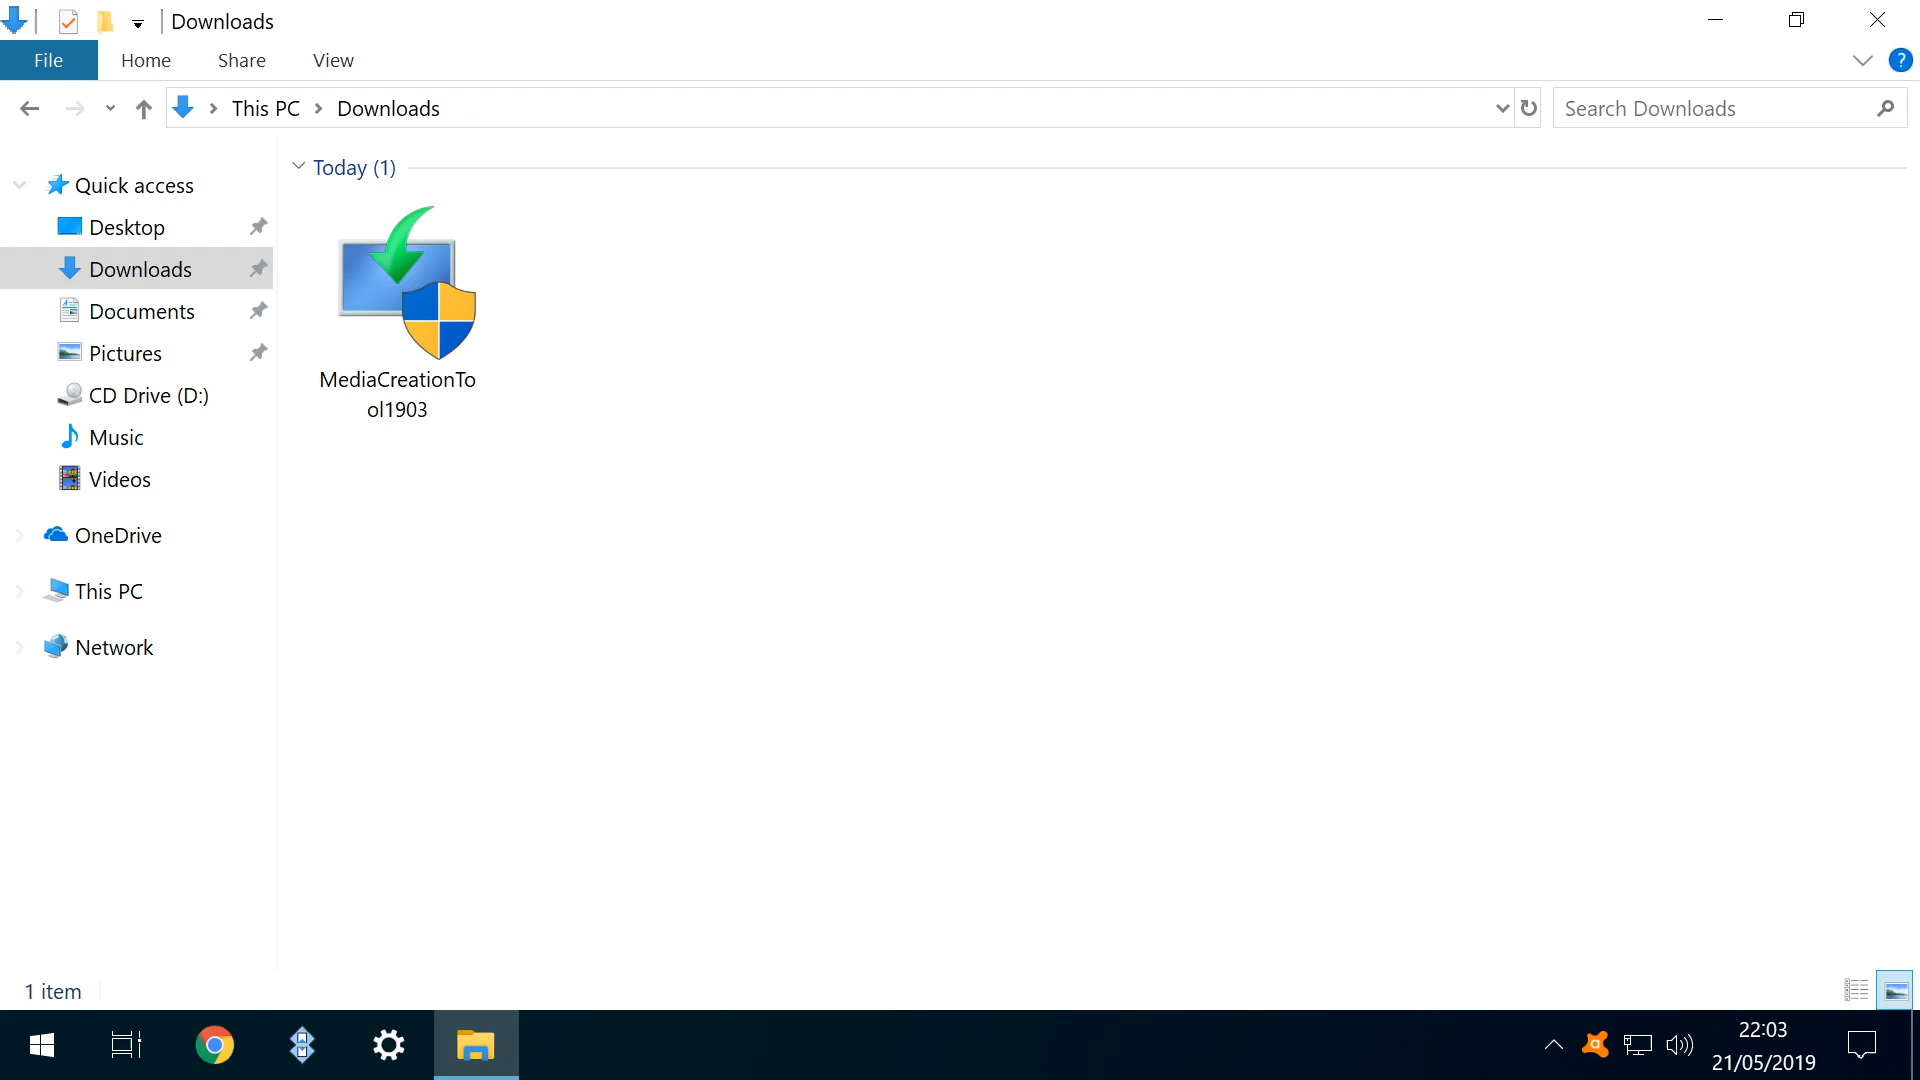 Downloads
File Home Share View
This PC Downloads
Search Downloads
Quick access
Desktop
Downloads
Documents
Pictures
CD Drive (D:)
Music
Videos
OneDrive
This PC
Network
Today (1)
MediaCreationTo
ol1903
1 item
22:03
21/05/2019